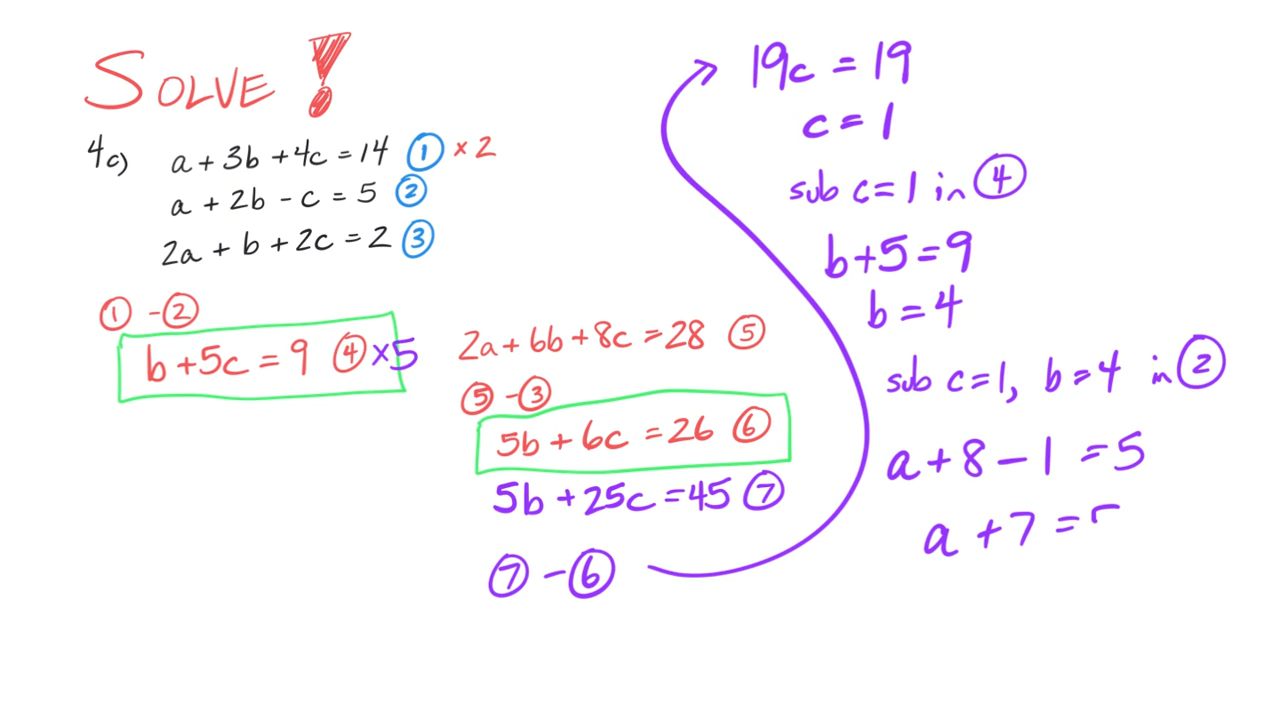 SOLVE!
4c) a + 3b + 4c = 14 ① × 2
a + 2b - c = 5 ②
2a + b + 2c = 2 ③
① - ②
b + 5c = 9 ④ × 5
2a + 6b + 8c = 28 ⑤
⑤ - ③
5b + 6c = 26 ⑥
5b + 25c = 45 ⑦
⑦ - ⑥
19c = 19
c = 1
sub c = 1 in ④
b + 5 = 9
b = 4
sub c = 1, b = 4 in ②
a + 8 - 1 = 5
a + 7 =